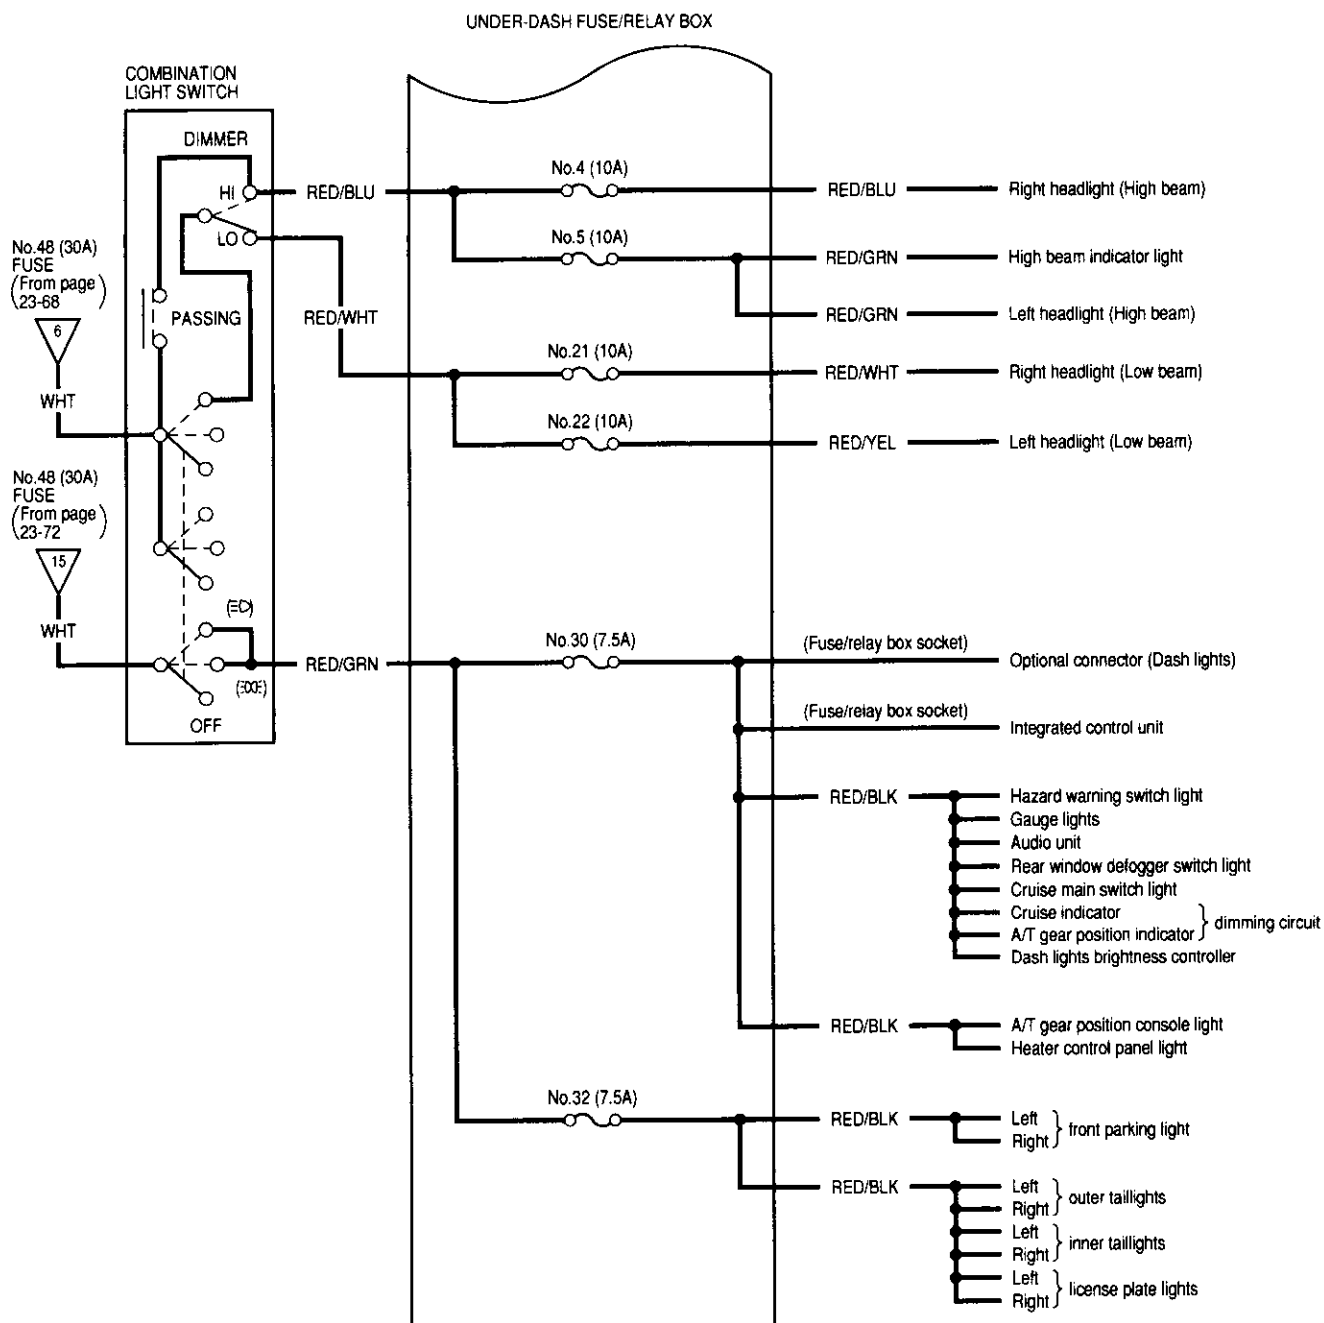 UNDER-DASH FUSE/RELAY BOX
COMBINATION
LIGHT SWITCH
DIMMER
HI
LO
PASSING
No.48 (30A)
FUSE
(From page
23-68)
6
WHT
No.48 (30A)
FUSE
(From page
23-72)
15
WHT
OFF
RED/BLU
No.4 (10A)
RED/BLU
Right headlight (High beam)
No.5 (10A)
RED/GRN
High beam indicator light
RED/GRN
Left headlight (High beam)
RED/WHT
No.21 (10A)
RED/WHT
Right headlight (Low beam)
No.22 (10A)
RED/YEL
Left headlight (Low beam)
RED/GRN
No.30 (7.5A)
(Fuse/relay box socket)
Optional connector (Dash lights)
(Fuse/relay box socket)
Integrated control unit
RED/BLK
Hazard warning switch light
Gauge lights
Audio unit
Rear window defogger switch light
Cruise main switch light
Cruise indicator
A/T gear position indicator
dimming circuit
Dash lights brightness controller
RED/BLK
A/T gear position console light
Heater control panel light
No.32 (7.5A)
RED/BLK
Left
Right
front parking light
RED/BLK
Left
Right
outer taillights
Left
Right
inner taillights
Left
Right
license plate lights